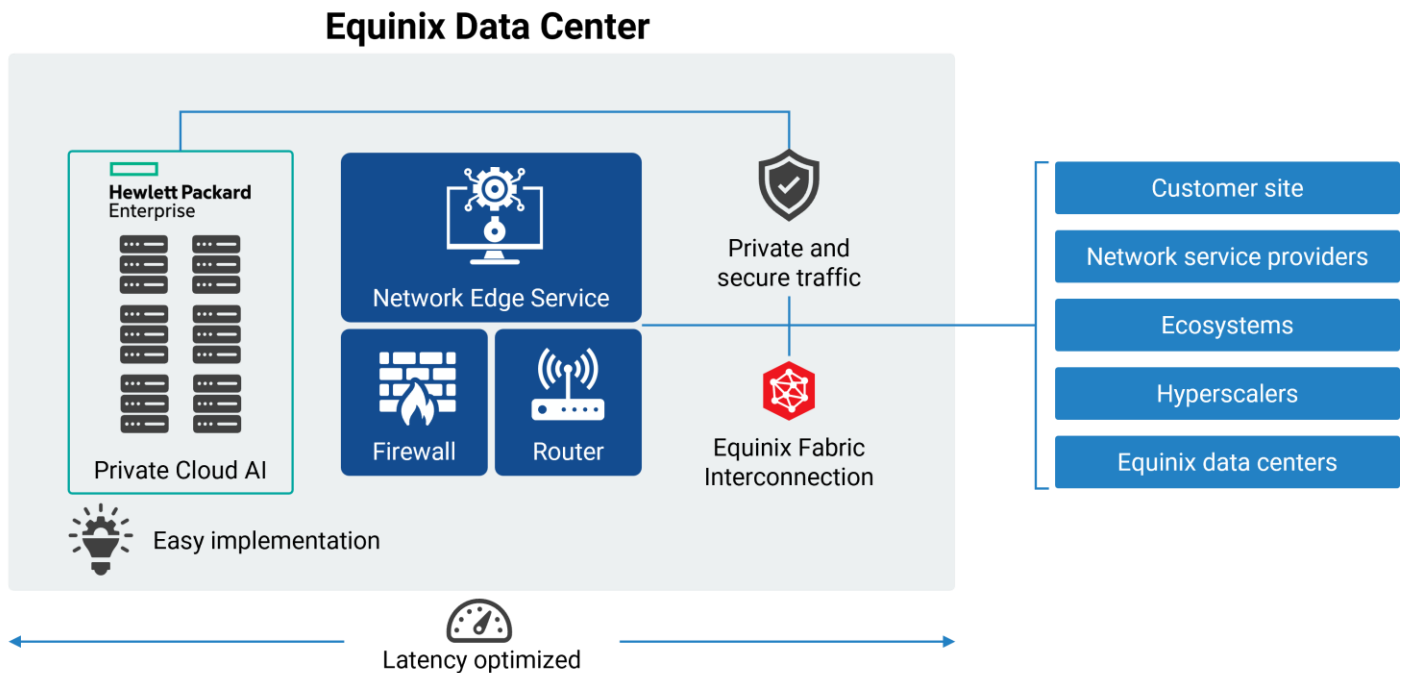 Equinix Data Center
Hewlett Packard
Enterprise
Private Cloud AI
Easy implementation
Network Edge Service
Firewall
Router
Private and
secure traffic
Equinix Fabric
Interconnection
Customer site
Network service providers
Ecosystems
Hyperscalers
Equinix data centers
Latency optimized